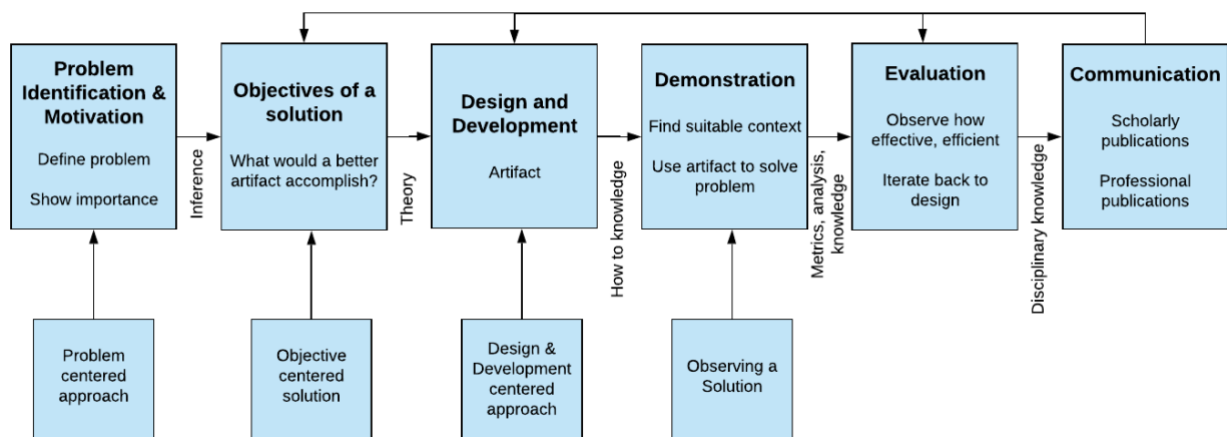 Problem
Identification &
Motivation
Define problem
Show importance
Inference
Objectives of a
solution
What would a better
artifact accomplish?
Theory
Design and
Development
Artifact
How to knowledge
Demonstration
Find suitable context
Use artifact to solve
problem
Metrics, analysis,
knowledge
Evaluation
Observe how
effective, efficient
Iterate back to
design
Disciplinary knowledge
Communication
Scholarly
publications
Professional
publications
Problem
centered
approach
Objective
centered
solution
Design &
Development
centered
approach
Observing a
Solution